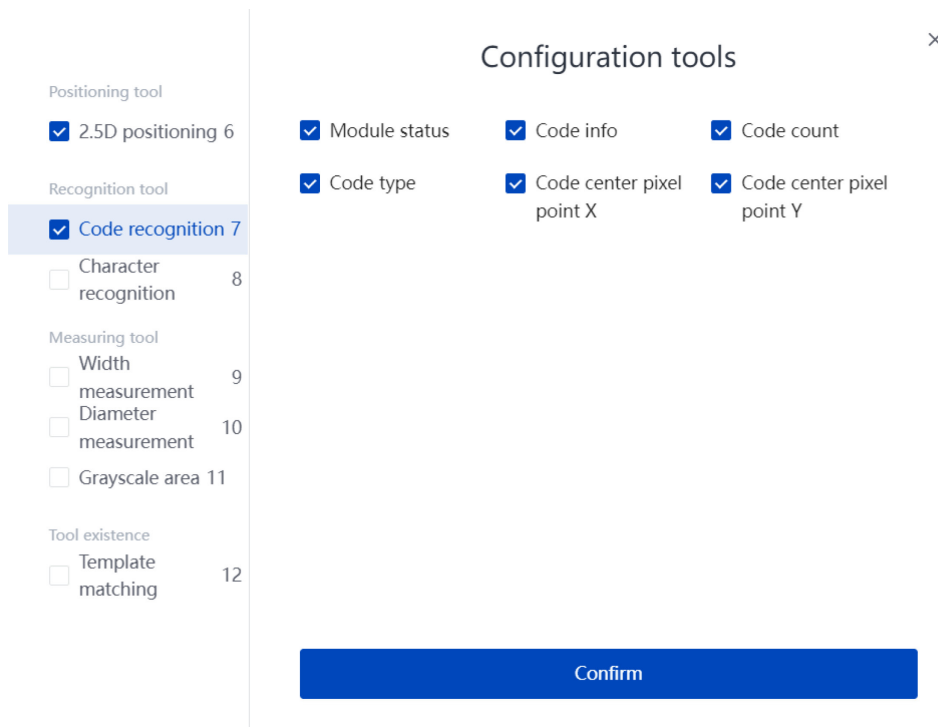 Configuration tools
Positioning tool
2.5D positioning 6
Recognition tool
Code recognition 7
Character
recognition 8
Measuring tool
Width
measurement 9
Diameter
measurement 10
Grayscale area 11
Tool existence
Template
matching 12
Module status
Code info
Code count
Code type
Code center pixel
point X
Code center pixel
point Y
Confirm